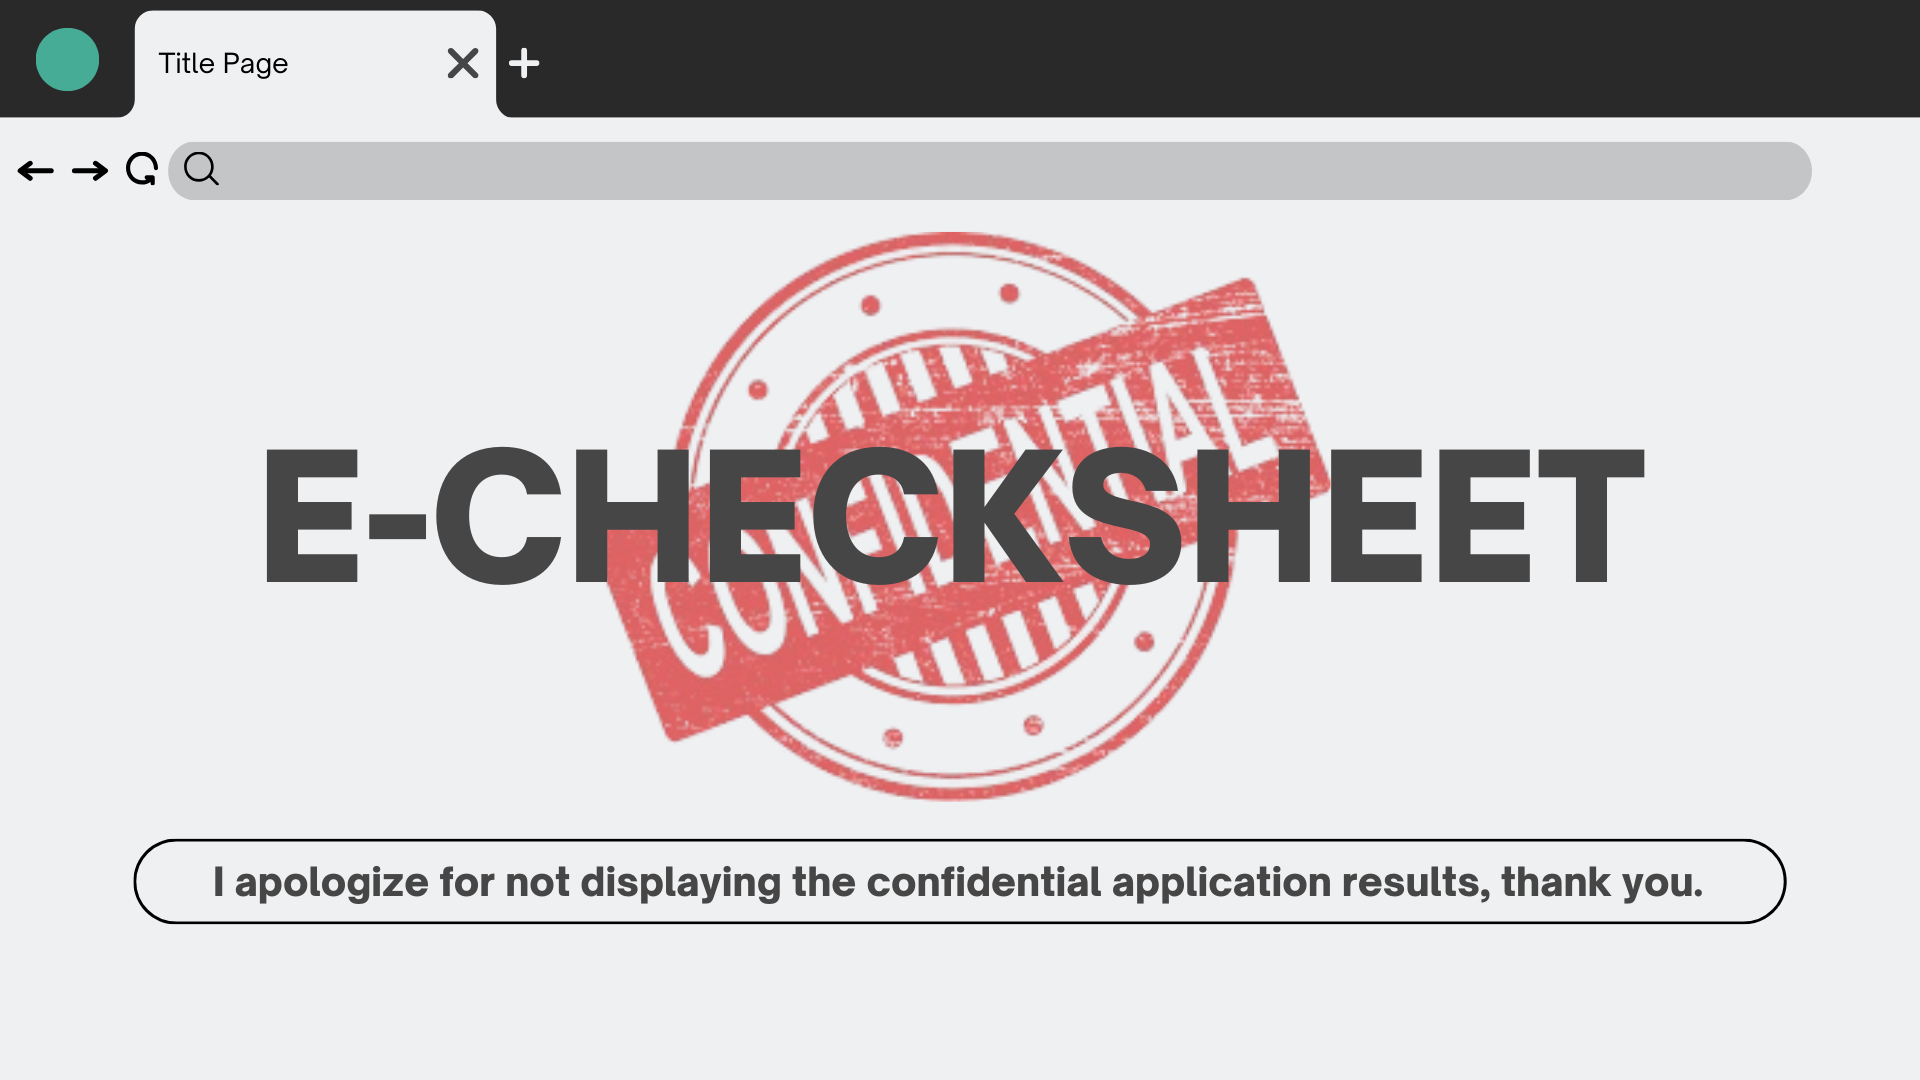 Title Page
CONFIDENTIAL
E-CHECKSHEET
I apologize for not displaying the confidential application results, thank you.